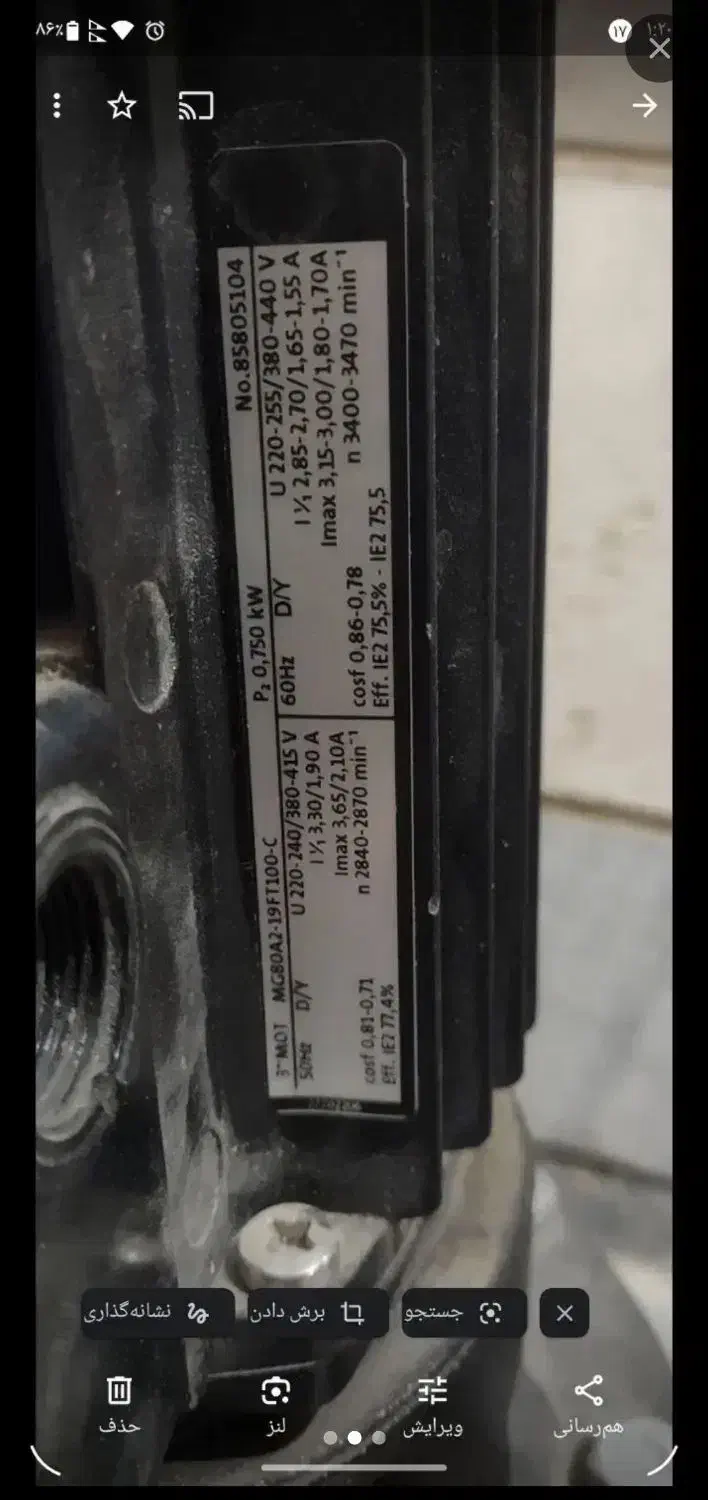 ۸۶٪
۱۷
۱:۲۰
No.85805104
P₂ 0,750 kW
3~MOT MG80A2-19FT100-C
50Hz D/Y U 220-240/380-415 V
I 1/1 3,30/1,90 A
Imax 3,65/2,10A
n 2840-2870 min⁻¹
cosf 0,81-0,71
Eff. IE2 77,4%
60Hz D/Y U 220-255/380-440 V
I 1/1 2,85-2,70/1,65-1,55 A
Imax 3,15-3,00/1,80-1,70A
n 3400-3470 min⁻¹
cosf 0,86-0,78
Eff. IE2 75,5% - IE2 75,5
جستجو
برش دادن
نشانه‌گذاری
هم‌رسانی
ویرایش
لنز
حذف